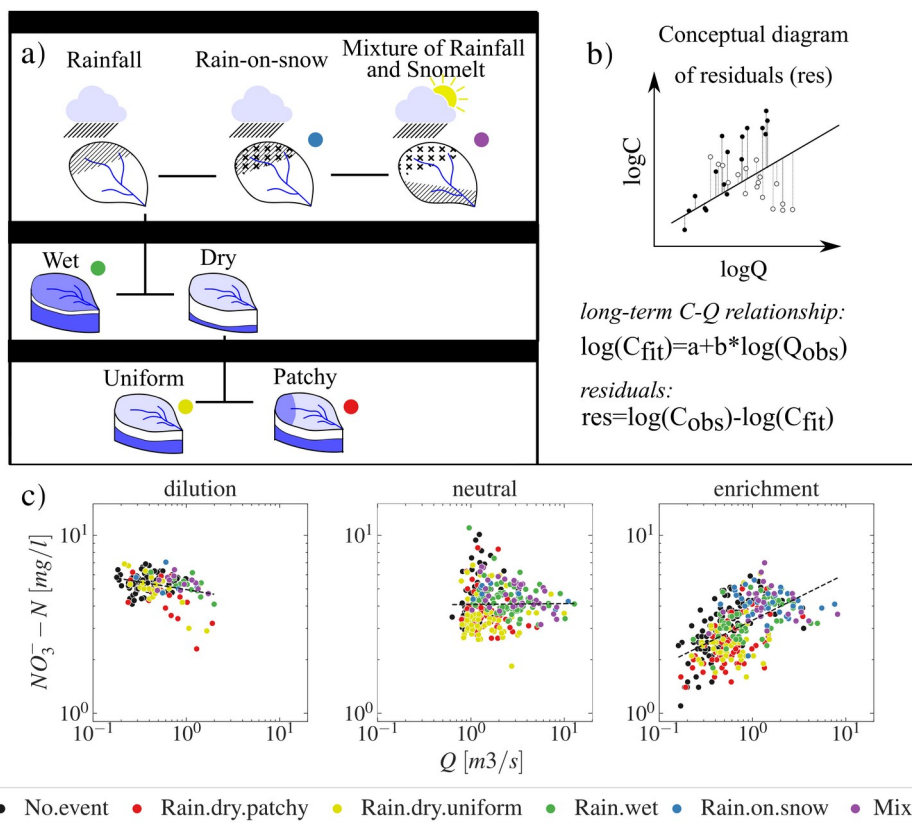 a)
Rainfall
Rain-on-snow
Mixture of Rainfall
and Snomelt
Wet
Dry
Uniform
Patchy
b)
Conceptual diagram
of residuals (res)
logC
logQ
long-term C-Q relationship:
log(Cfit)=a+b*log(Qobs)
residuals:
res=log(Cobs)-log(Cfit)
c)
dilution
neutral
enrichment
NO₃⁻ − N [mg/l]
10¹
10⁰
10¹
10⁰
10¹
10⁰
10⁻¹ 10⁰ 10¹
10⁻¹ 10⁰ 10¹
10⁻¹ 10⁰ 10¹
Q [m3/s]
No.event Rain.dry.patchy Rain.dry.uniform Rain.wet Rain.on.snow Mix